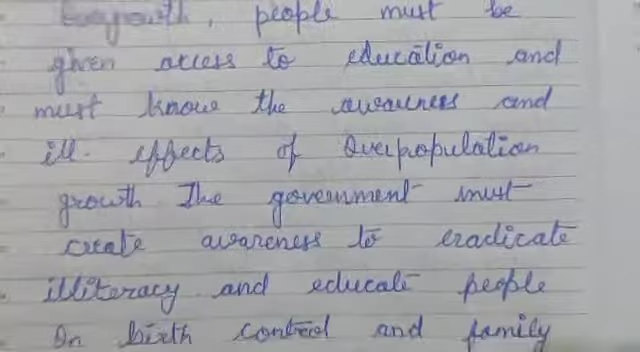 growth, people must be
given access to education and
must know the awareness and
ill- effects of Overpopulation
growth The government must
create awareness to eradicate
illiteracy and educate people
On birth control and family